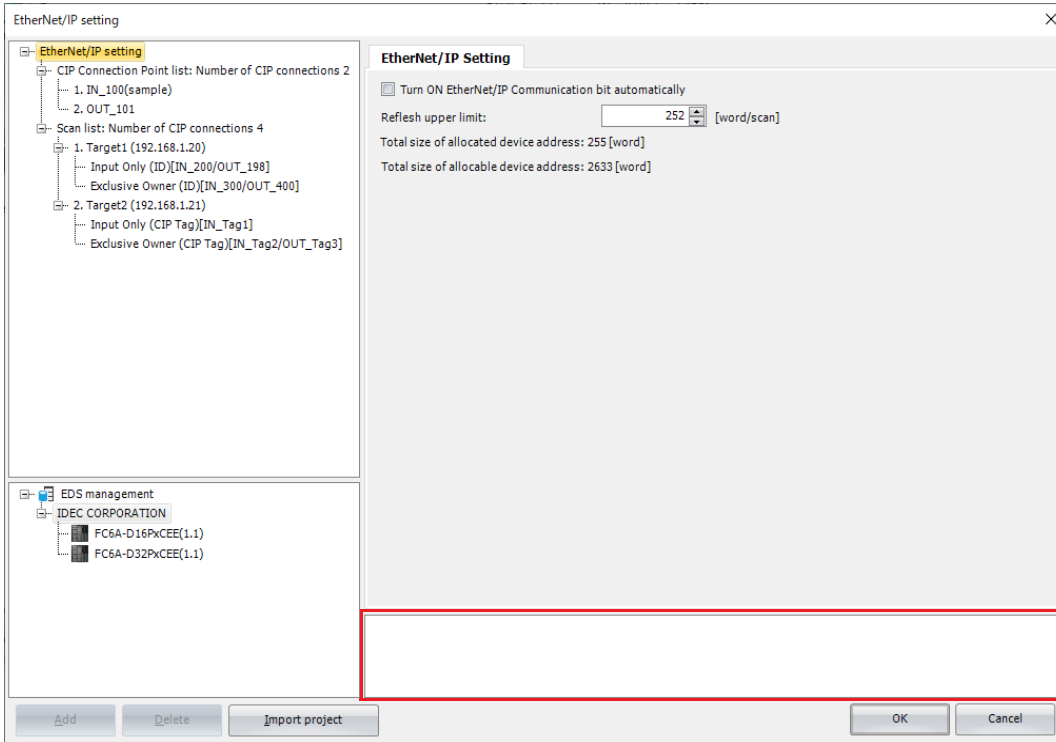 EtherNet/IP setting
EtherNet/IP setting
CIP Connection Point list: Number of CIP connections 2
1. IN_100(sample)
2. OUT_101
Scan list: Number of CIP connections 4
1. Target1 (192.168.1.20)
Input Only (ID)[IN_200/OUT_198]
Exclusive Owner (ID)[IN_300/OUT_400]
2. Target2 (192.168.1.21)
Input Only (CIP Tag)[IN_Tag1]
Exclusive Owner (CIP Tag)[IN_Tag2/OUT_Tag3]
EDS management
IDEC CORPORATION
FC6A-D16PxCEE(1.1)
FC6A-D32PxCEE(1.1)
EtherNet/IP Setting
Turn ON EtherNet/IP Communication bit automatically
Reflesh upper limit: 252 [word/scan]
Total size of allocated device address: 255 [word]
Total size of allocable device address: 2633 [word]
Add Delete Import project OK Cancel